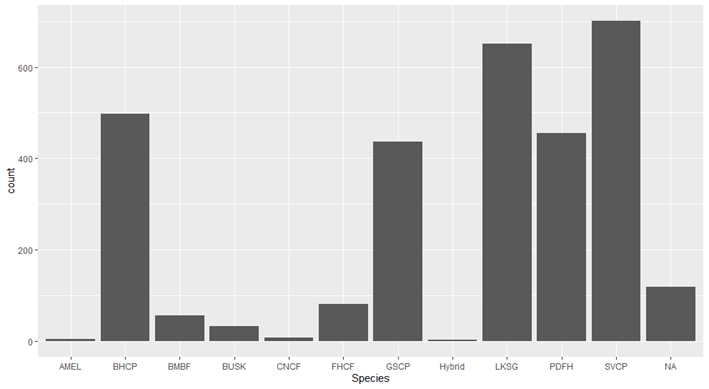 600
400
200
0
count
AMEL BHCP BMBF BUSK CNCF FHCF GSCP Hybrid LKSG PDFH SVCP NA
Species